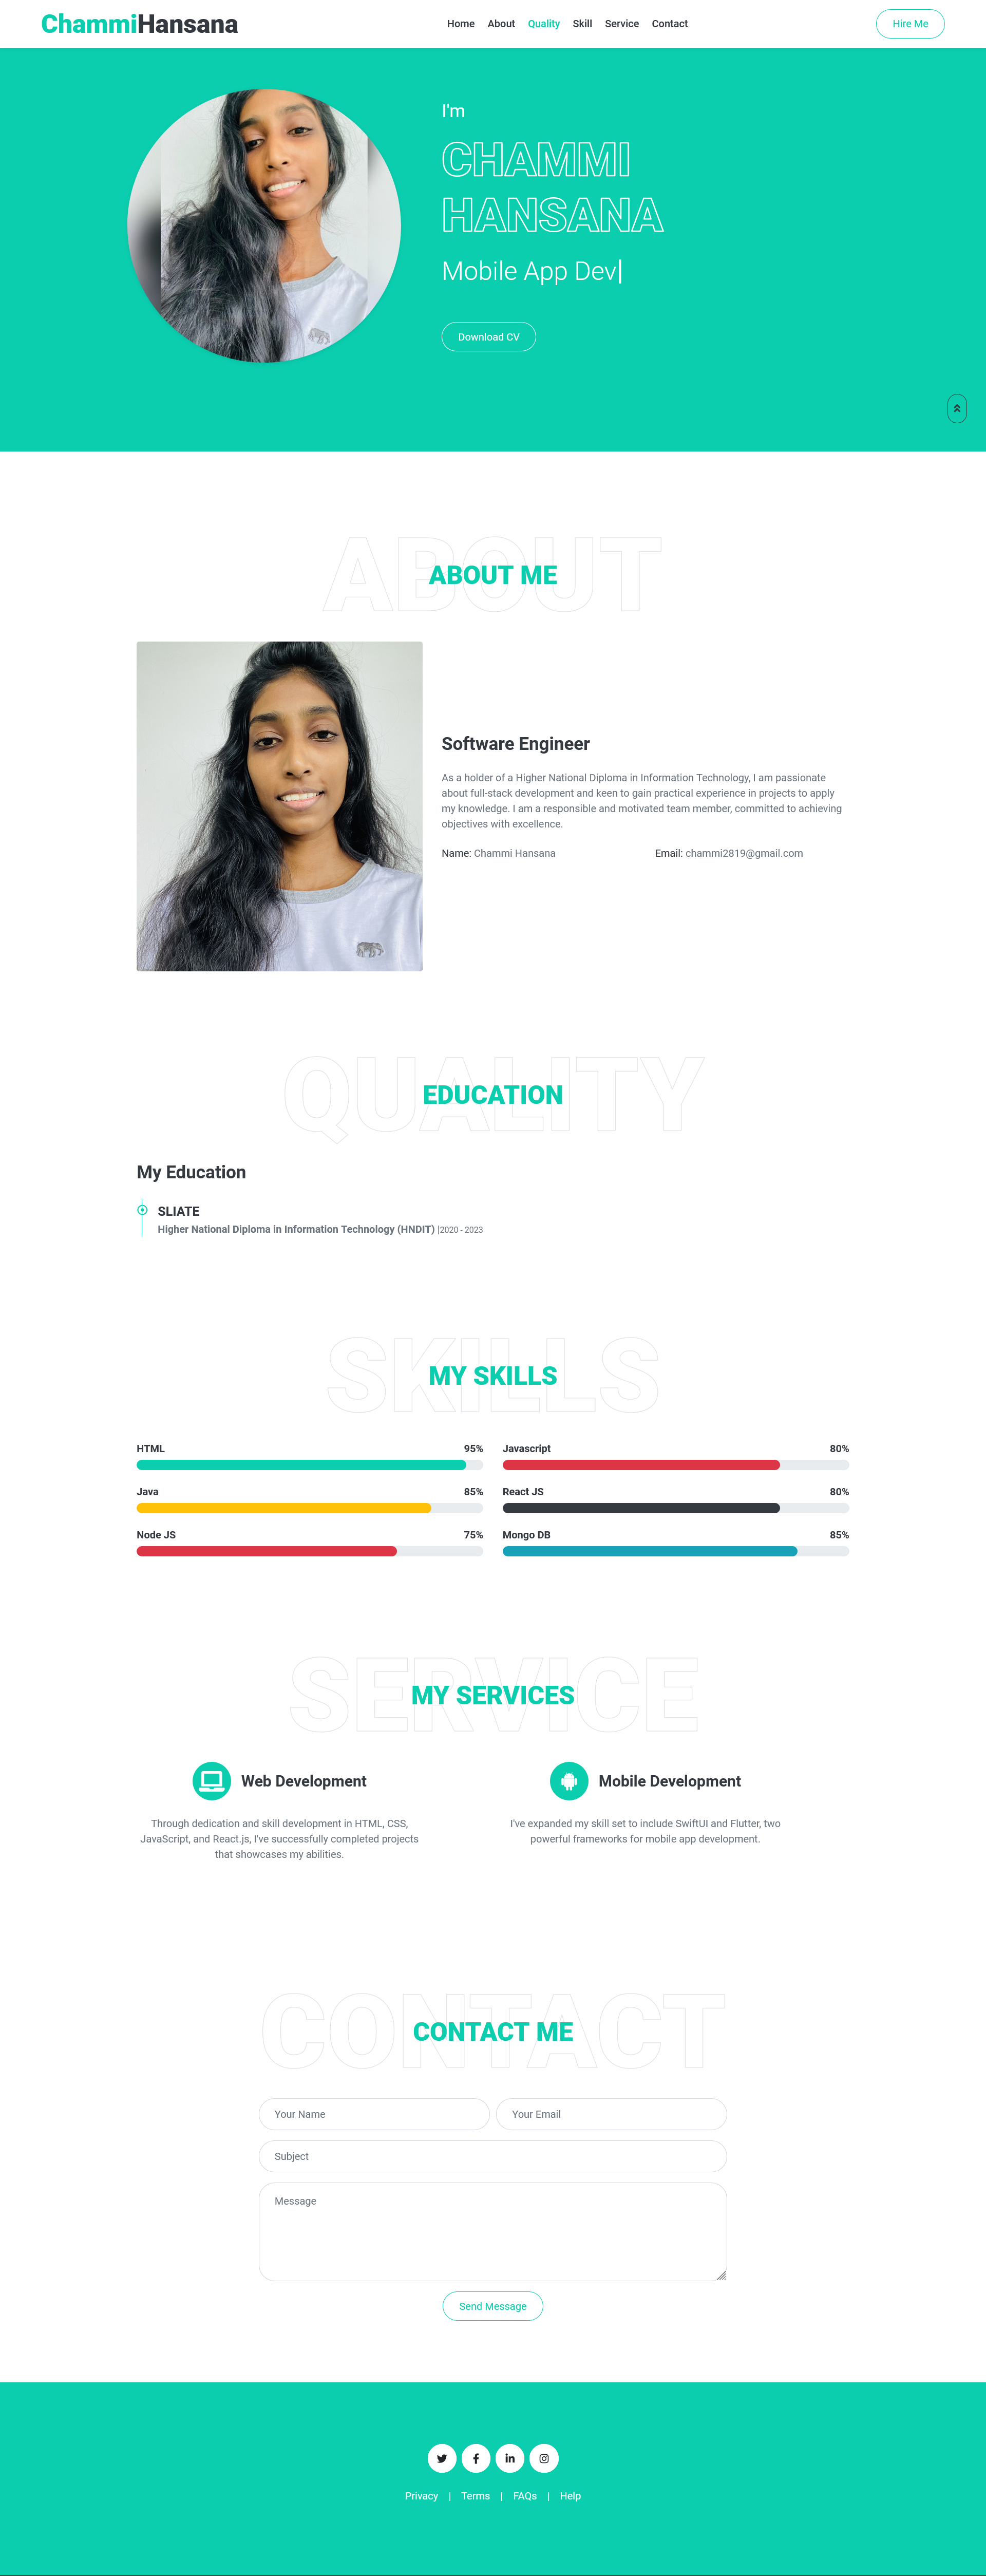 ChammiHansana
Home About Quality Skill Service Contact
Hire Me
I'm
CHAMMI
HANSANA
Mobile App Dev|
Download CV
ABOUT
ABOUT ME
Software Engineer
As a holder of a Higher National Diploma in Information Technology, I am passionate
about full-stack development and keen to gain practical experience in projects to apply
my knowledge. I am a responsible and motivated team member, committed to achieving
objectives with excellence.
Name: Chammi Hansana
Email: chammi2819@gmail.com
QUALITY
EDUCATION
My Education
SLIATE
Higher National Diploma in Information Technology (HNDIT) |2020 - 2023
SKILLS
MY SKILLS
HTML 95%
Javascript 80%
Java 85%
React JS 80%
Node JS 75%
Mongo DB 85%
SERVICE
MY SERVICES
Web Development
Through dedication and skill development in HTML, CSS,
JavaScript, and React.js, I've successfully completed projects
that showcases my abilities.
Mobile Development
I've expanded my skill set to include SwiftUI and Flutter, two
powerful frameworks for mobile app development.
CONTACT
CONTACT ME
Your Name
Your Email
Subject
Message
Send Message
Privacy | Terms | FAQs | Help